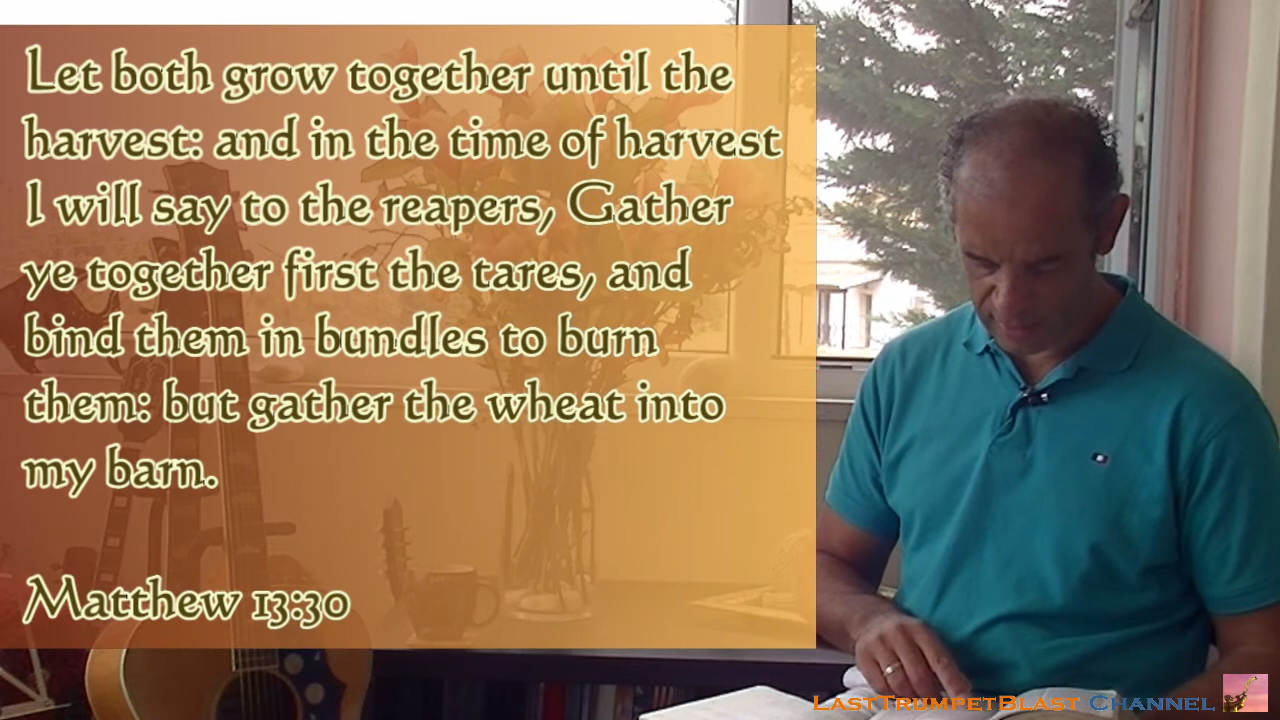 Let both grow together until the
harvest: and in the time of harvest
I will say to the reapers, Gather
ye together first the tares, and
bind them in bundles to burn
them: but gather the wheat into
my barn.
Matthew 13:30
LastTrumpetBlast Channel